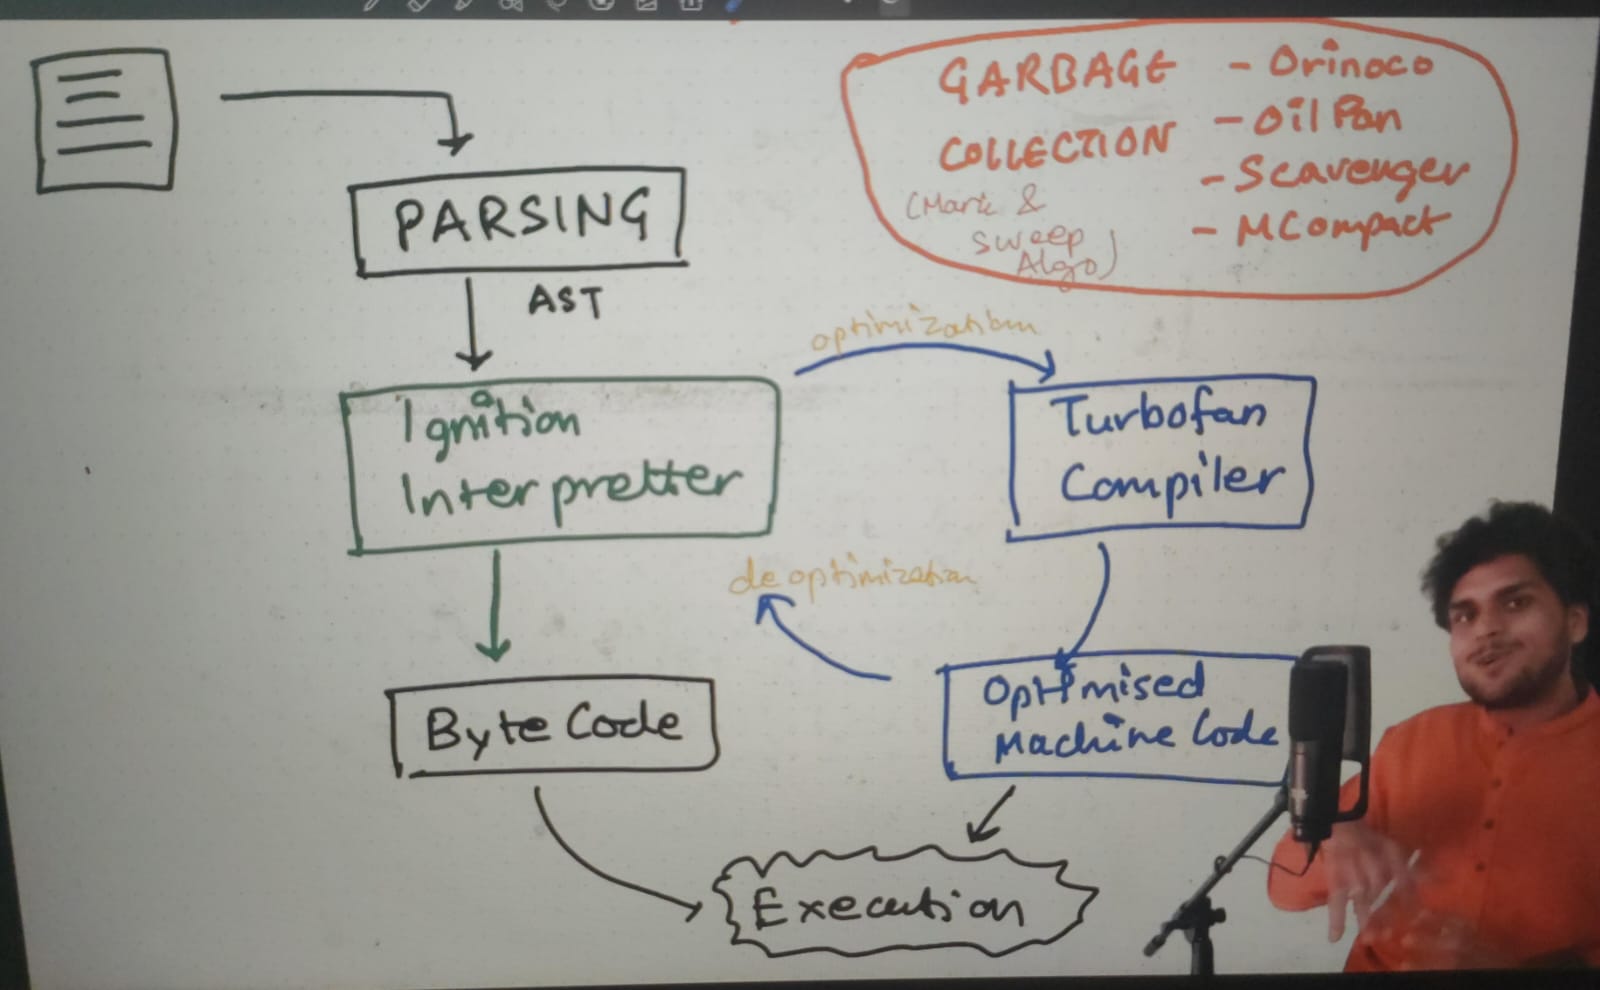 GARBAGE
COLLECTION
(Mark &
Sweep
Algo)
- Orinoco
- Oil Pan
- Scavenger
- MCompact
PARSING
AST
Ignition
Interpretter
optimization
Turbofan
Compiler
deoptimization
Byte Code
Optimised
Machine Code
Execution